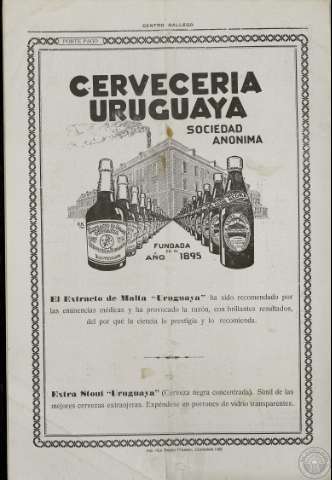 CENTRO GALLEGO
PORTE PAGO
CERVECERIA
URUGUAYA
SOCIEDAD
ANONIMA
FUNDADA
EN EL
AÑO 1895
El Extracto de Malta "Uruguaya" ha sido recomendado por
las eminencias médicas y ha provocado la razón, con brillantes resultados,
del por qué la ciencia lo prestigia y lo recomienda.
Extra Stout "Uruguaya" (Cerveza negra concentrada). Símil de las
mejores cervezas extranjeras. Expéndese en porrones de vidrio transparentes.